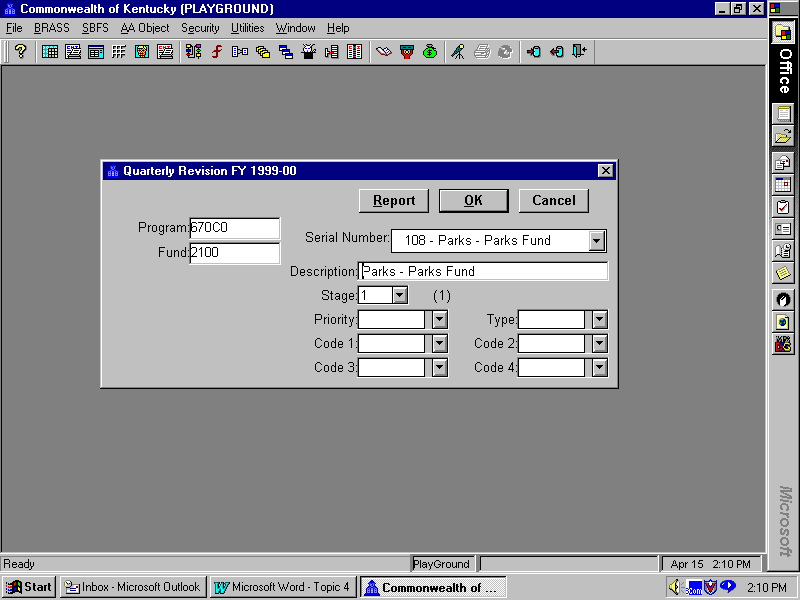 Commonwealth of Kentucky (PLAYGROUND)
File BRASS SBFS AA Object Security Utilities Window Help
Office
Quarterly Revision FY 1999-00
Report OK Cancel
Program: 670C0
Serial Number: 108 - Parks - Parks Fund
Fund: 2100
Description: Parks - Parks Fund
Stage: 1 (1)
Priority: Type:
Code 1: Code 2:
Code 3: Code 4:
Microsoft
Ready PlayGround Apr 15 2:10 PM
Start Inbox - Microsoft Outlook Microsoft Word - Topic 4 Commonwealth of ... 2:10 PM